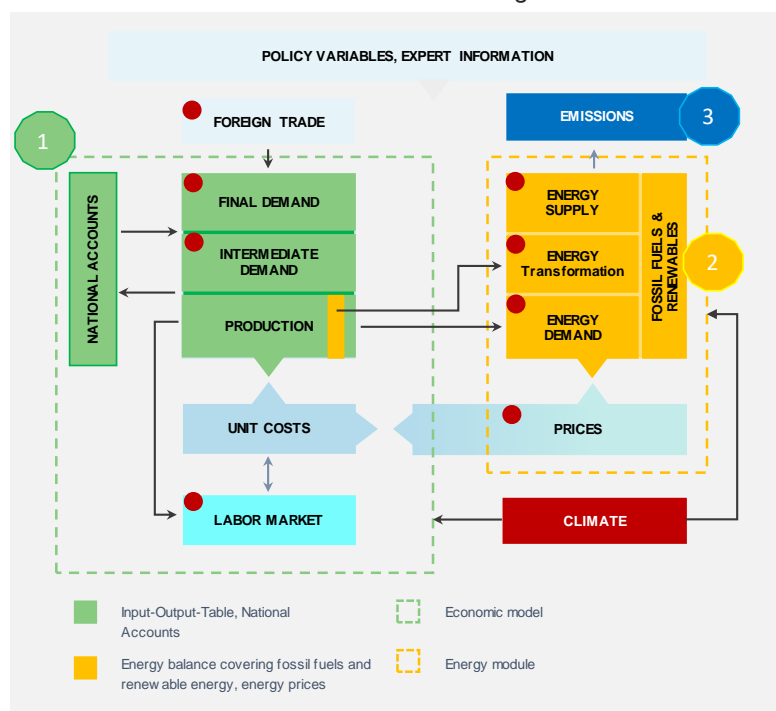 POLICY VARIABLES, EXPERT INFORMATION
FOREIGN TRADE
EMISSIONS
3
1
NATIONAL ACCOUNTS
FINAL DEMAND
INTERMEDIATE
DEMAND
PRODUCTION
ENERGY
SUPPLY
ENERGY
Transformation
ENERGY
DEMAND
FOSSIL FUELS &
RENEWABLES
2
UNIT COSTS
PRICES
LABOR MARKET
CLIMATE
Input-Output-Table, National
Accounts
Economic model
Energy balance covering fossil fuels and
renewable energy, energy prices
Energy module